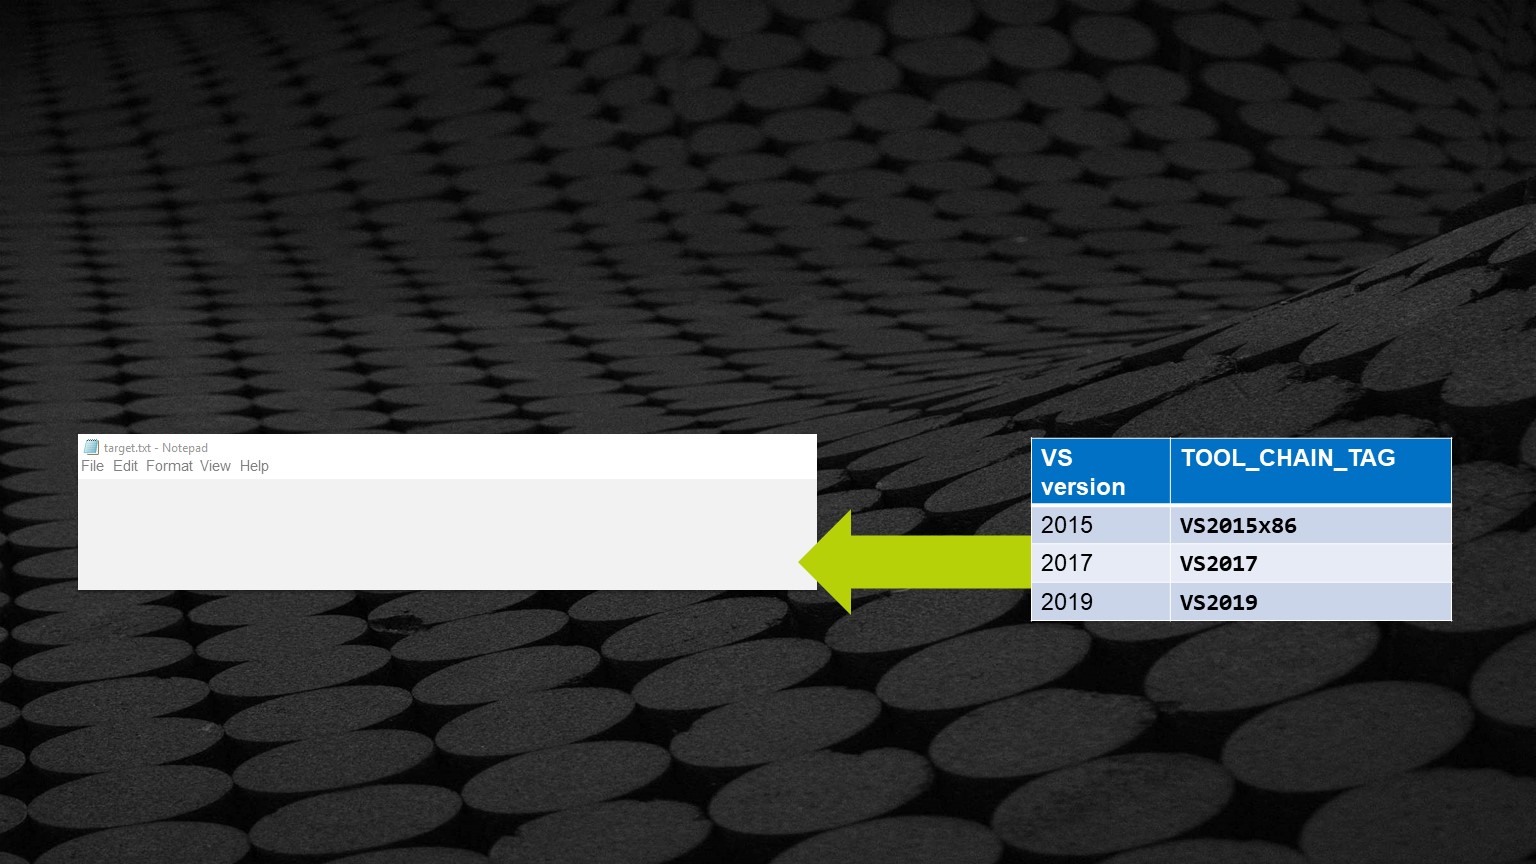 target.txt - Notepad
File Edit Format View Help
VS version TOOL_CHAIN_TAG
2015 VS2015x86
2017 VS2017
2019 VS2019